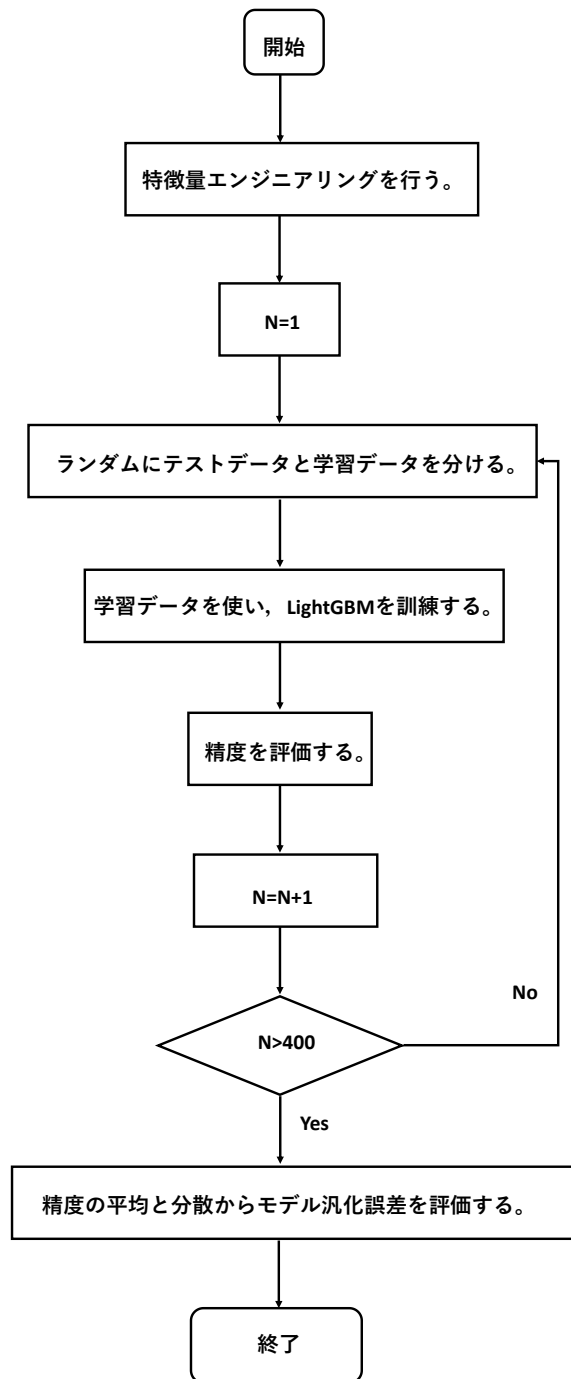 開始
特徴量エンジニアリングを行う。
N=1
ランダムにテストデータと学習データを分ける。
学習データを使い，LightGBMを訓練する。
精度を評価する。
N=N+1
N>400
No
Yes
精度の平均と分散からモデル汎化誤差を評価する。
終了